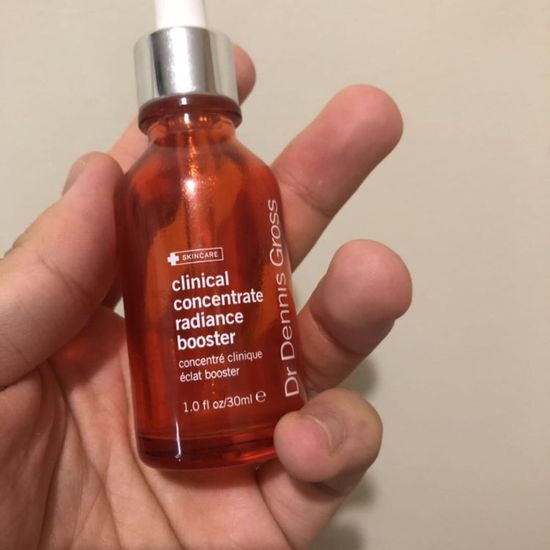 SKINCARE
clinical
concentrate
radiance
booster
concentré clinique
éclat booster
1.0 fl oz/30ml ℮
Dr Dennis Gross